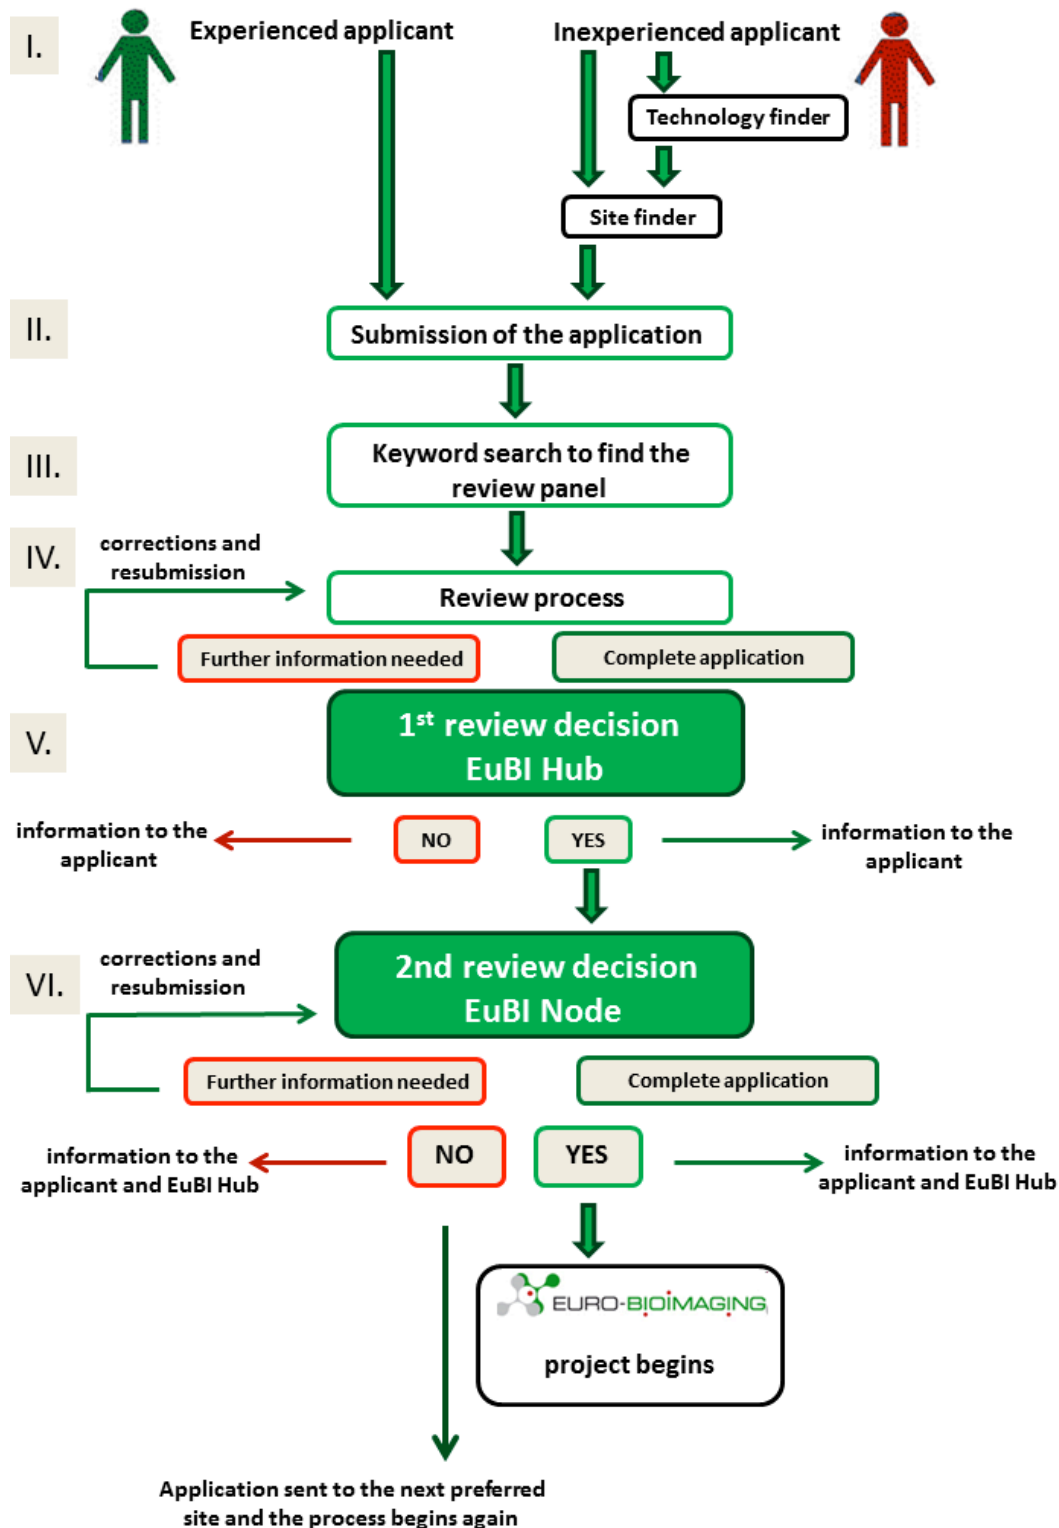 I.
Experienced applicant
Inexperienced applicant
Technology finder
Site finder
II.
Submission of the application
III.
Keyword search to find the
review panel
IV.
corrections and
resubmission
Review process
Further information needed
Complete application
V.
1st review decision
EuBI Hub
information to the
applicant
NO
YES
information to the
applicant
VI.
corrections and
resubmission
2nd review decision
EuBI Node
Further information needed
Complete application
information to the
applicant and EuBI Hub
NO
YES
information to the
applicant and EuBI Hub
EURO-BIOIMAGING
project begins
Application sent to the next preferred
site and the process begins again